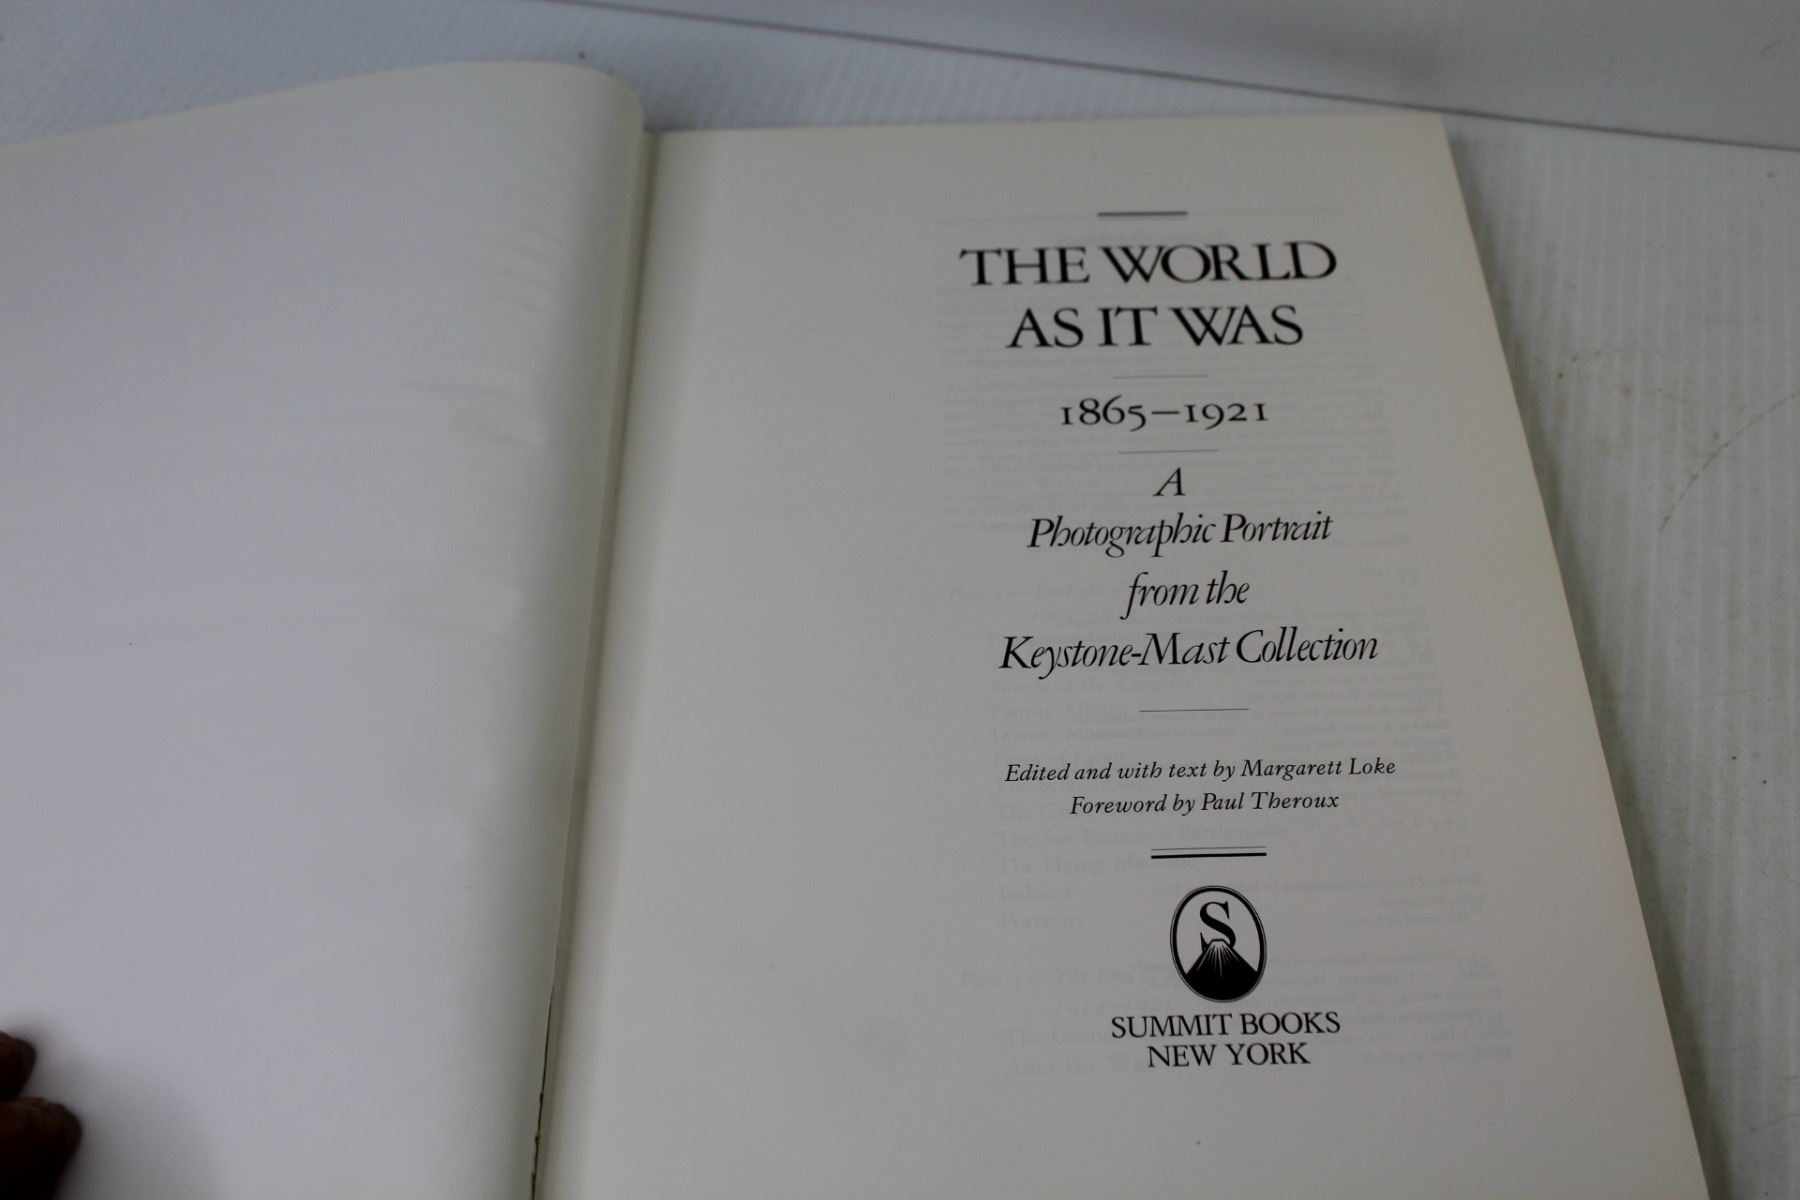 THE WORLD
AS IT WAS
1865–1921
A
Photographic Portrait
from the
Keystone-Mast Collection
Edited and with text by Margarett Loke
Foreword by Paul Theroux
S
SUMMIT BOOKS
NEW YORK